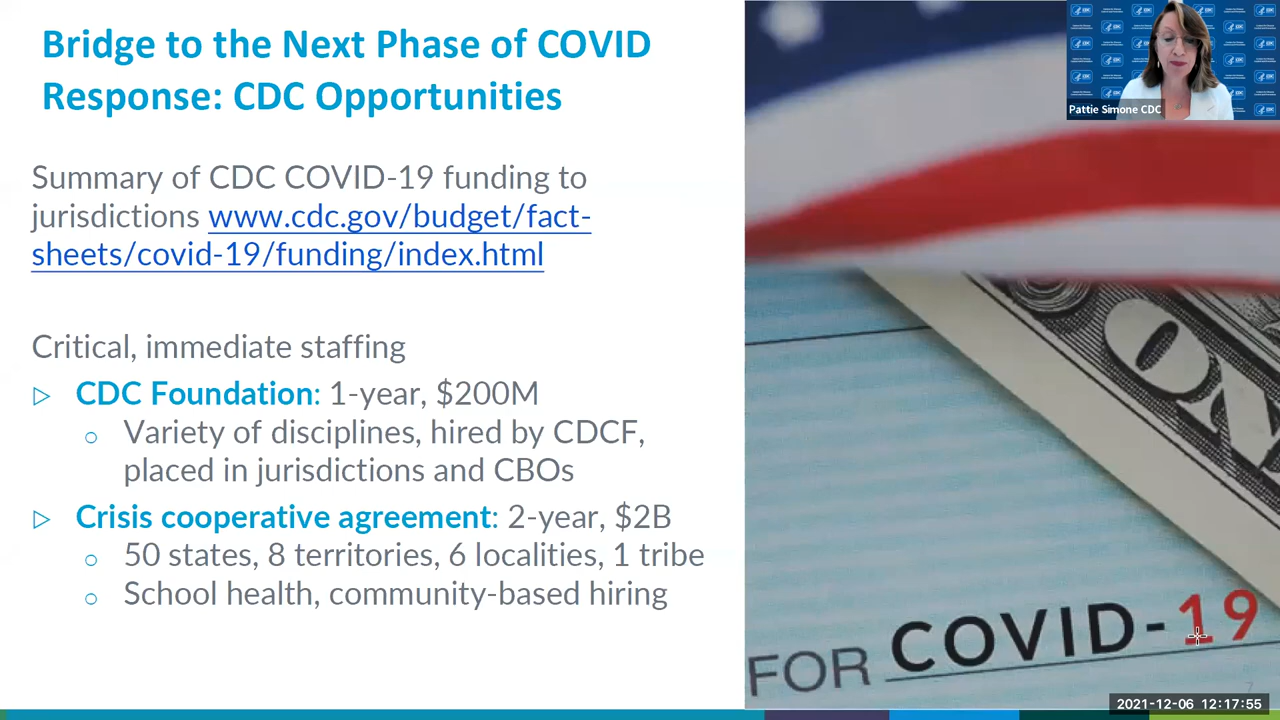 Bridge to the Next Phase of COVID
Response: CDC Opportunities
Summary of CDC COVID-19 funding to
jurisdictions www.cdc.gov/budget/fact-
sheets/covid-19/funding/index.html
Critical, immediate staffing
▷ CDC Foundation: 1-year, $200M
○ Variety of disciplines, hired by CDCF,
placed in jurisdictions and CBOs
▷ Crisis cooperative agreement: 2-year, $2B
○ 50 states, 8 territories, 6 localities, 1 tribe
○ School health, community-based hiring
Pattie Simone CDC
ONE
FOR COVID-19
7
2021-12-06 12:17:55